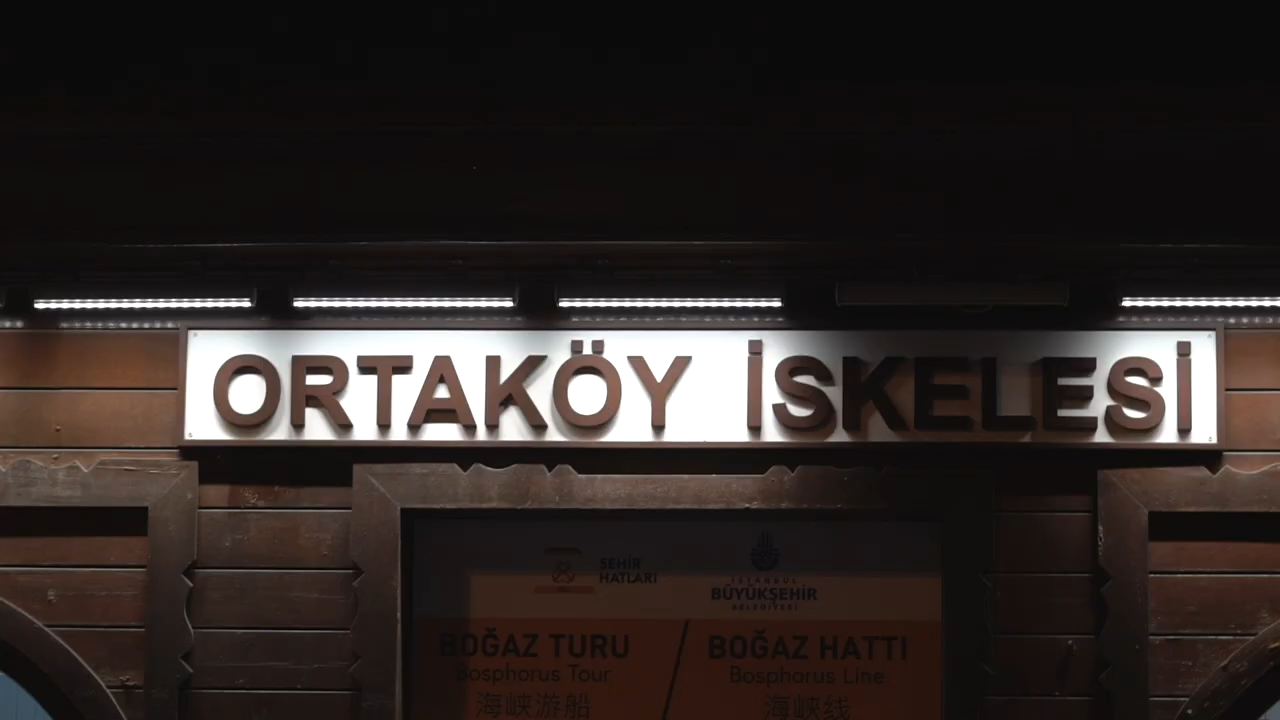 ORTAKÖY İSKELESİ
ŞEHİR
HATLARI
İSTANBUL
BÜYÜKŞEHİR
BELEDİYESİ
BOĞAZ TURU / BOĞAZ HATTI
Bosphorus Tour
Bosphorus Line
海峡游船
海峡线